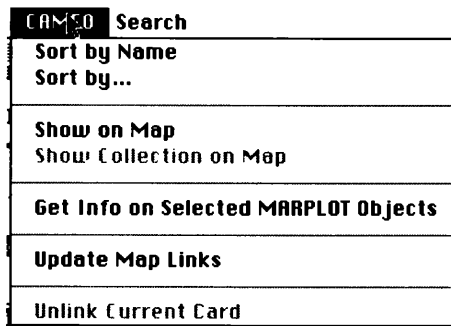 CAMEO Search
Sort by Name
Sort by...
Show on Map
Show Collection on Map
Get Info on Selected MARPLOT Objects
Update Map Links
Unlink Current Card